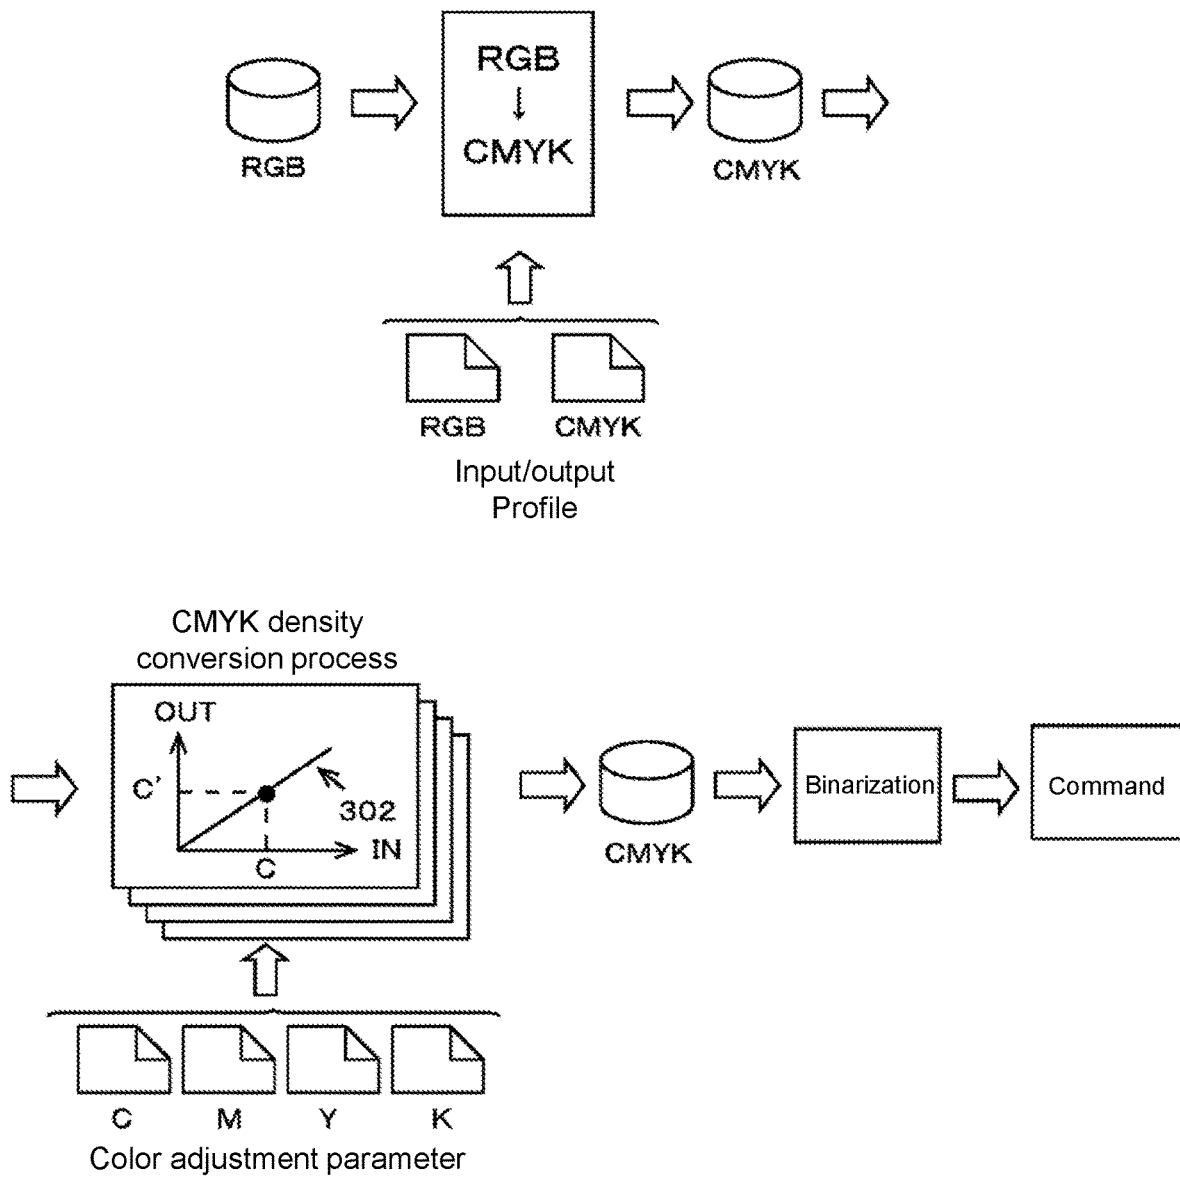 RGB
↓
CMYK
RGB
CMYK
RGB
CMYK
Input/output
Profile
CMYK density
conversion process
OUT
C'
302
IN
C
CMYK
Binarization
Command
C
M
Y
K
Color adjustment parameter